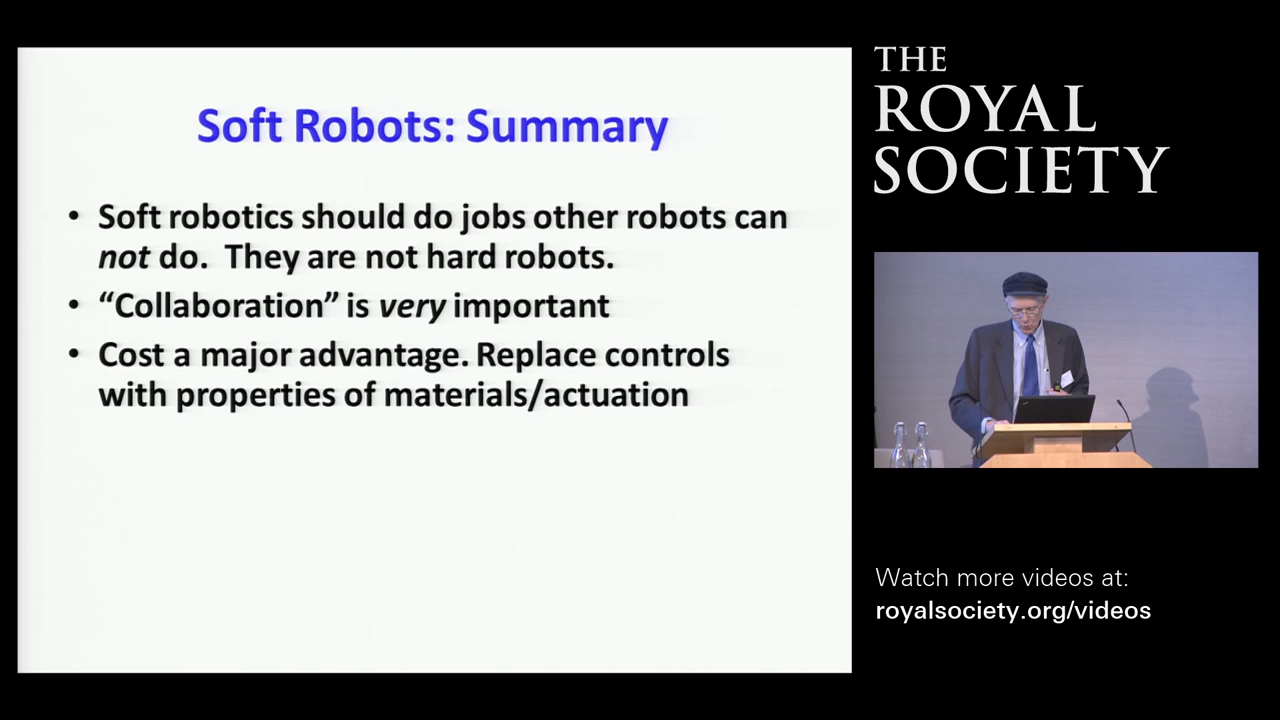 Soft Robots: Summary
• Soft robotics should do jobs other robots can
not do. They are not hard robots.
• “Collaboration” is very important
• Cost a major advantage. Replace controls
with properties of materials/actuation
THE
ROYAL
SOCIETY
Watch more videos at:
royalsociety.org/videos